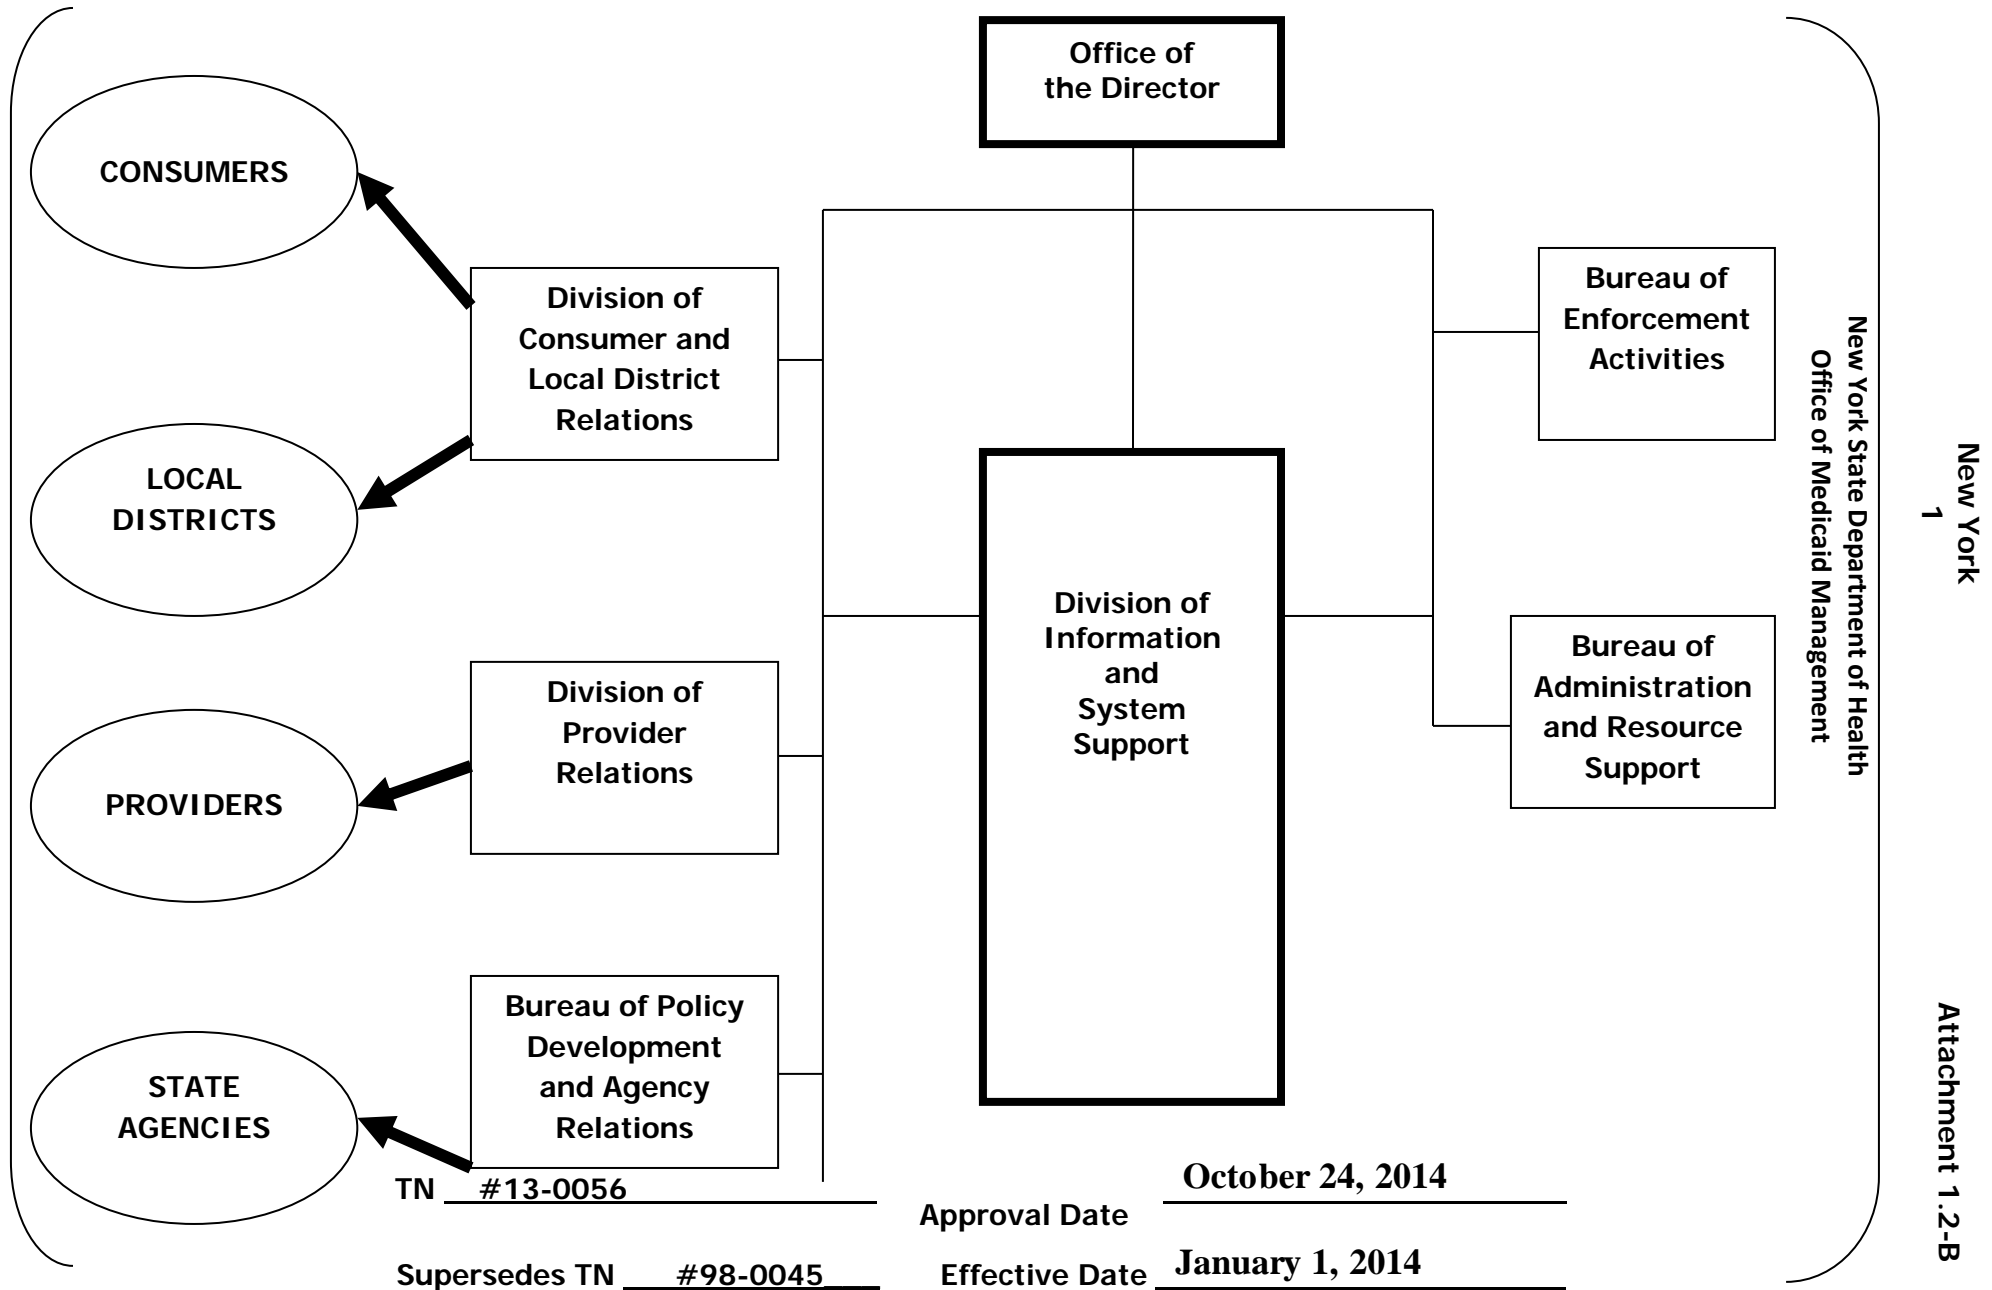 New York
1
Attachment 1.2-B
New York State Department of Health
Office of Medicaid Management
Office of
the Director
CONSUMERS
Division of
Consumer and
Local District
Relations
LOCAL
DISTRICTS
Division of
Provider
Relations
PROVIDERS
Bureau of Policy
Development
and Agency
Relations
STATE
AGENCIES
Division of
Information
and
System
Support
Bureau of
Enforcement
Activities
Bureau of
Administration
and Resource
Support
TN #13-0056 Approval Date October 24, 2014
Supersedes TN #98-0045 Effective Date January 1, 2014